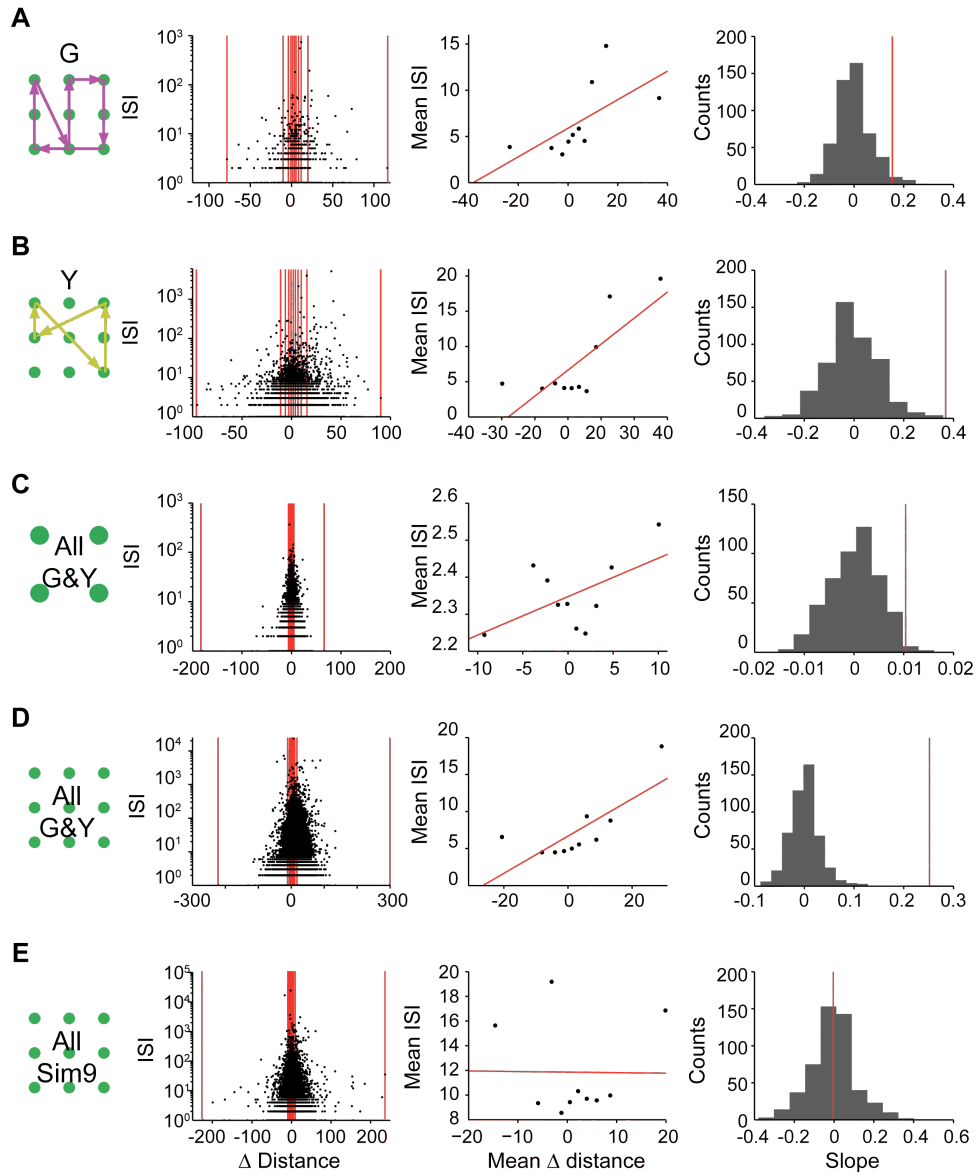 A
G
ISI
10³
10²
10¹
10⁰
-100 -50 0 50 100
Mean ISI
15
10
5
0
-40 -20 0 20 40
Counts
200
150
100
50
0
-0.4 -0.2 0 0.2 0.4
B
Y
ISI
10³
10²
10¹
10⁰
-100 -50 0 50 100
Mean ISI
20
15
10
5
0
-40 -30 -20 0 20 30 40
Counts
200
150
100
50
0
-0.4 -0.2 0 0.2 0.4
C
All
G&Y
ISI
10³
10²
10¹
10⁰
-200 -100 0 100 200
Mean ISI
2.6
2.5
2.4
2.3
2.2
-10 -5 0 5 10
Counts
150
100
50
0
-0.02 -0.01 0 0.01 0.02
D
All
G&Y
ISI
10⁴
10³
10²
10¹
10⁰
-300 0 300
Mean ISI
20
15
10
5
0
-20 0 20
Counts
200
150
100
50
0
-0.1 0 0.1 0.2 0.3
E
All
Sim9
ISI
10⁵
10⁴
10³
10²
10¹
10⁰
-200 -100 0 100 200
Δ Distance
Mean ISI
20
18
16
14
12
10
8
-20 -10 0 10 20
Mean Δ distance
Counts
200
150
100
50
0
-0.4 -0.2 0 0.2 0.4 0.6
Slope